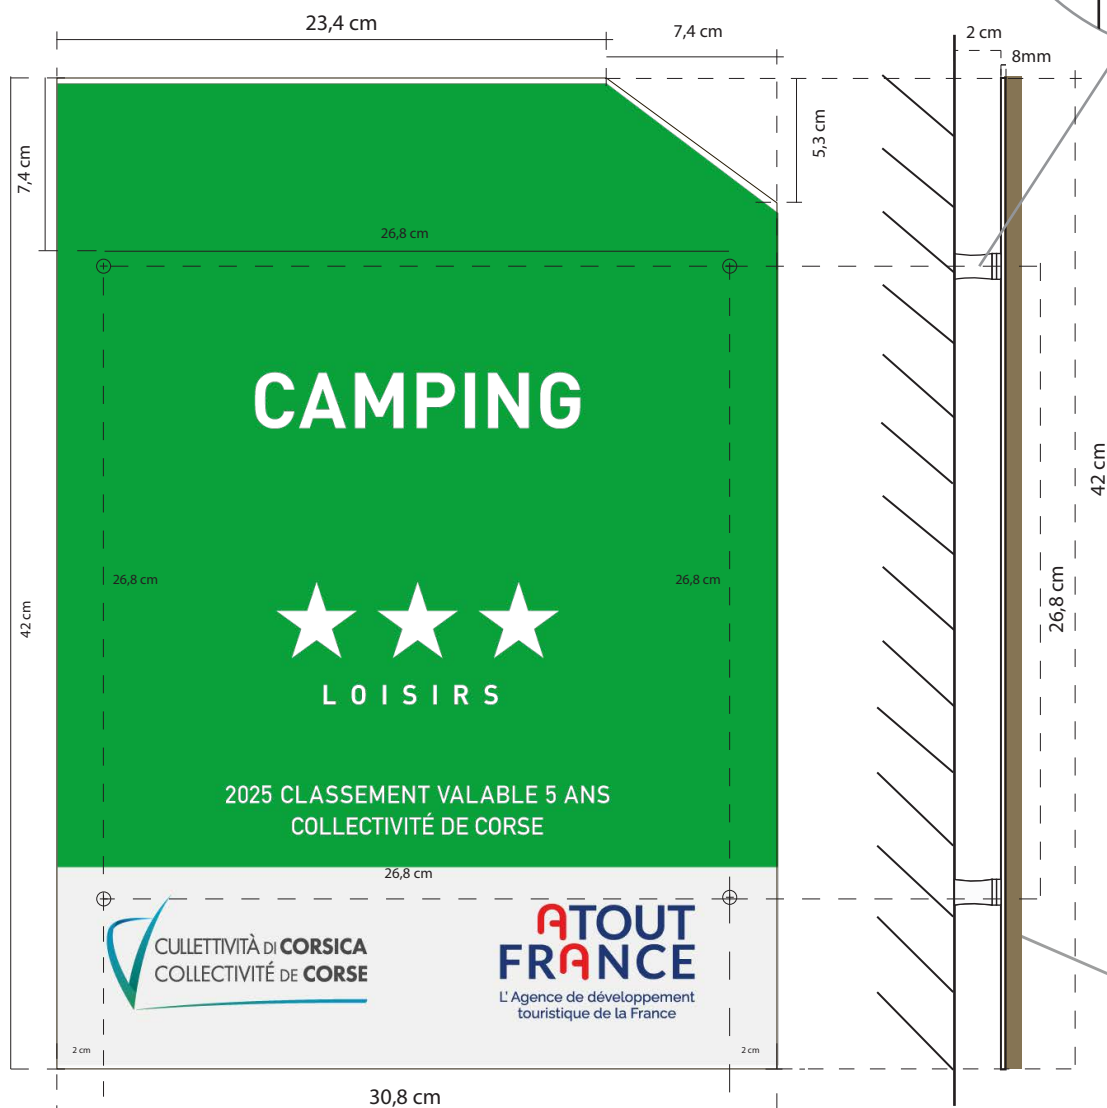 23,4 cm
7,4 cm
2 cm
8mm
7,4 cm
5,3 cm
26,8 cm
CAMPING
42 cm
26,8 cm
26,8 cm
26,8 cm
42 cm
LOISIRS
2025 CLASSEMENT VALABLE 5 ANS
COLLECTIVITÉ DE CORSE
26,8 cm
CULLETTIVITÀ DI CORSICA
COLLECTIVITÉ DE CORSE
ATOUT
FRANCE
L'Agence de développement
touristique de la France
2 cm
2 cm
30,8 cm